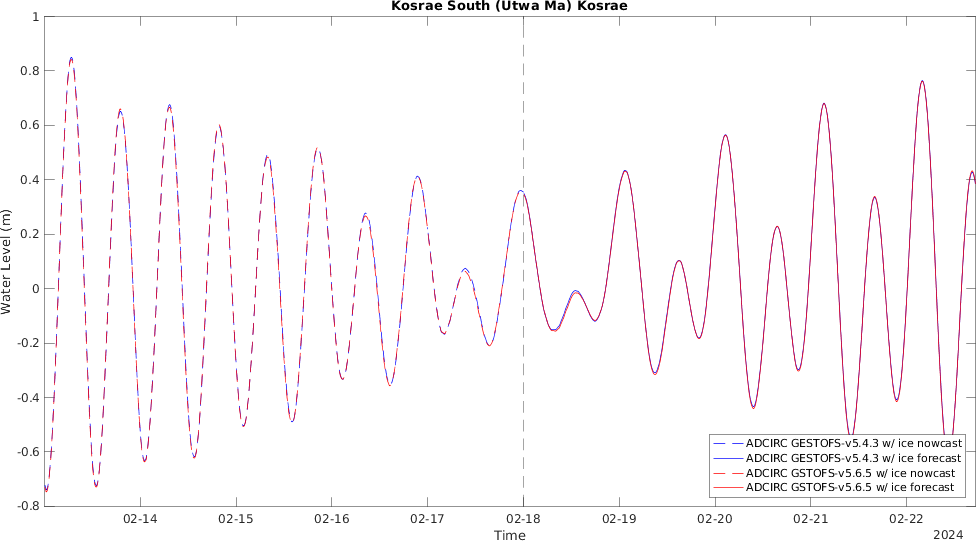 Kosrae South (Utwa Ma) Kosrae
Water Level (m)
1
0.8
0.6
0.4
0.2
0
-0.2
-0.4
-0.6
-0.8
ADCIRC GESTOFS-v5.4.3 w/ ice nowcast
ADCIRC GESTOFS-v5.4.3 w/ ice forecast
ADCIRC GSTOFS-v5.6.5 w/ ice nowcast
ADCIRC GSTOFS-v5.6.5 w/ ice forecast
02-14 02-15 02-16 02-17 02-18 02-19 02-20 02-21 02-22
Time
2024